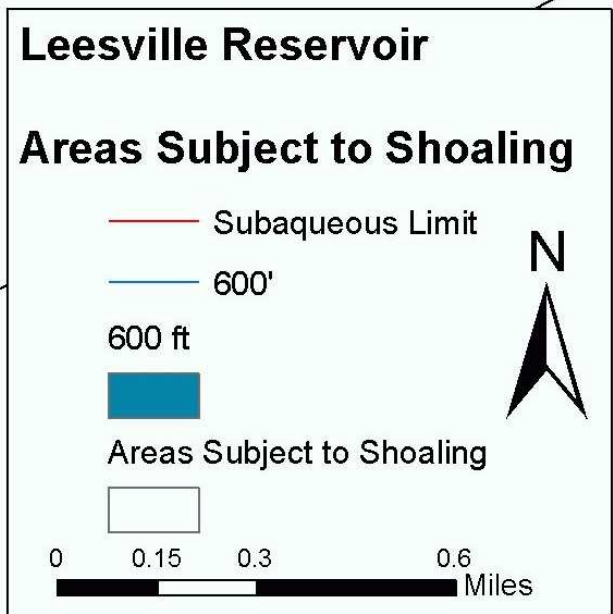 Leesville Reservoir
Areas Subject to Shoaling
Subaqueous Limit
600'
N
600 ft
Areas Subject to Shoaling
0 0.15 0.3 0.6
Miles